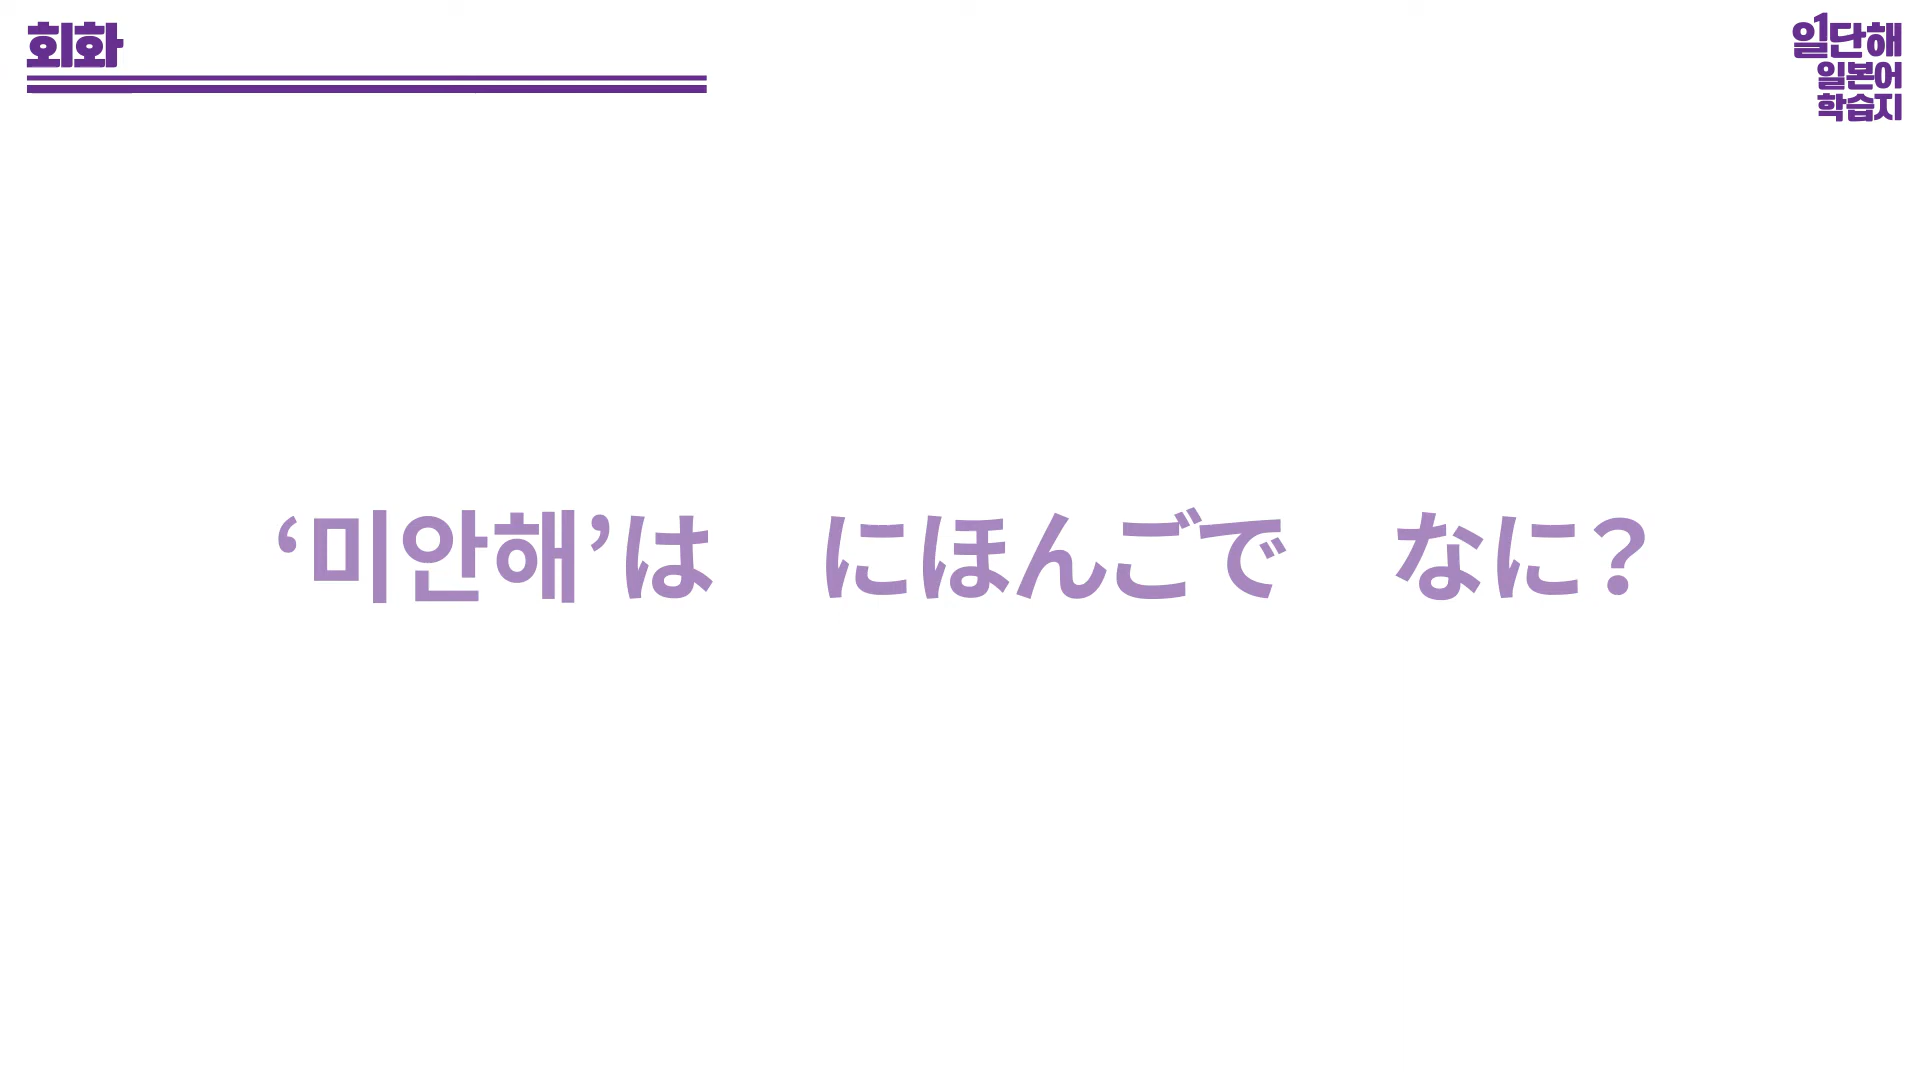 회화
일단해
일본어
학습지
‘미안해’は　にほんごで　なに？